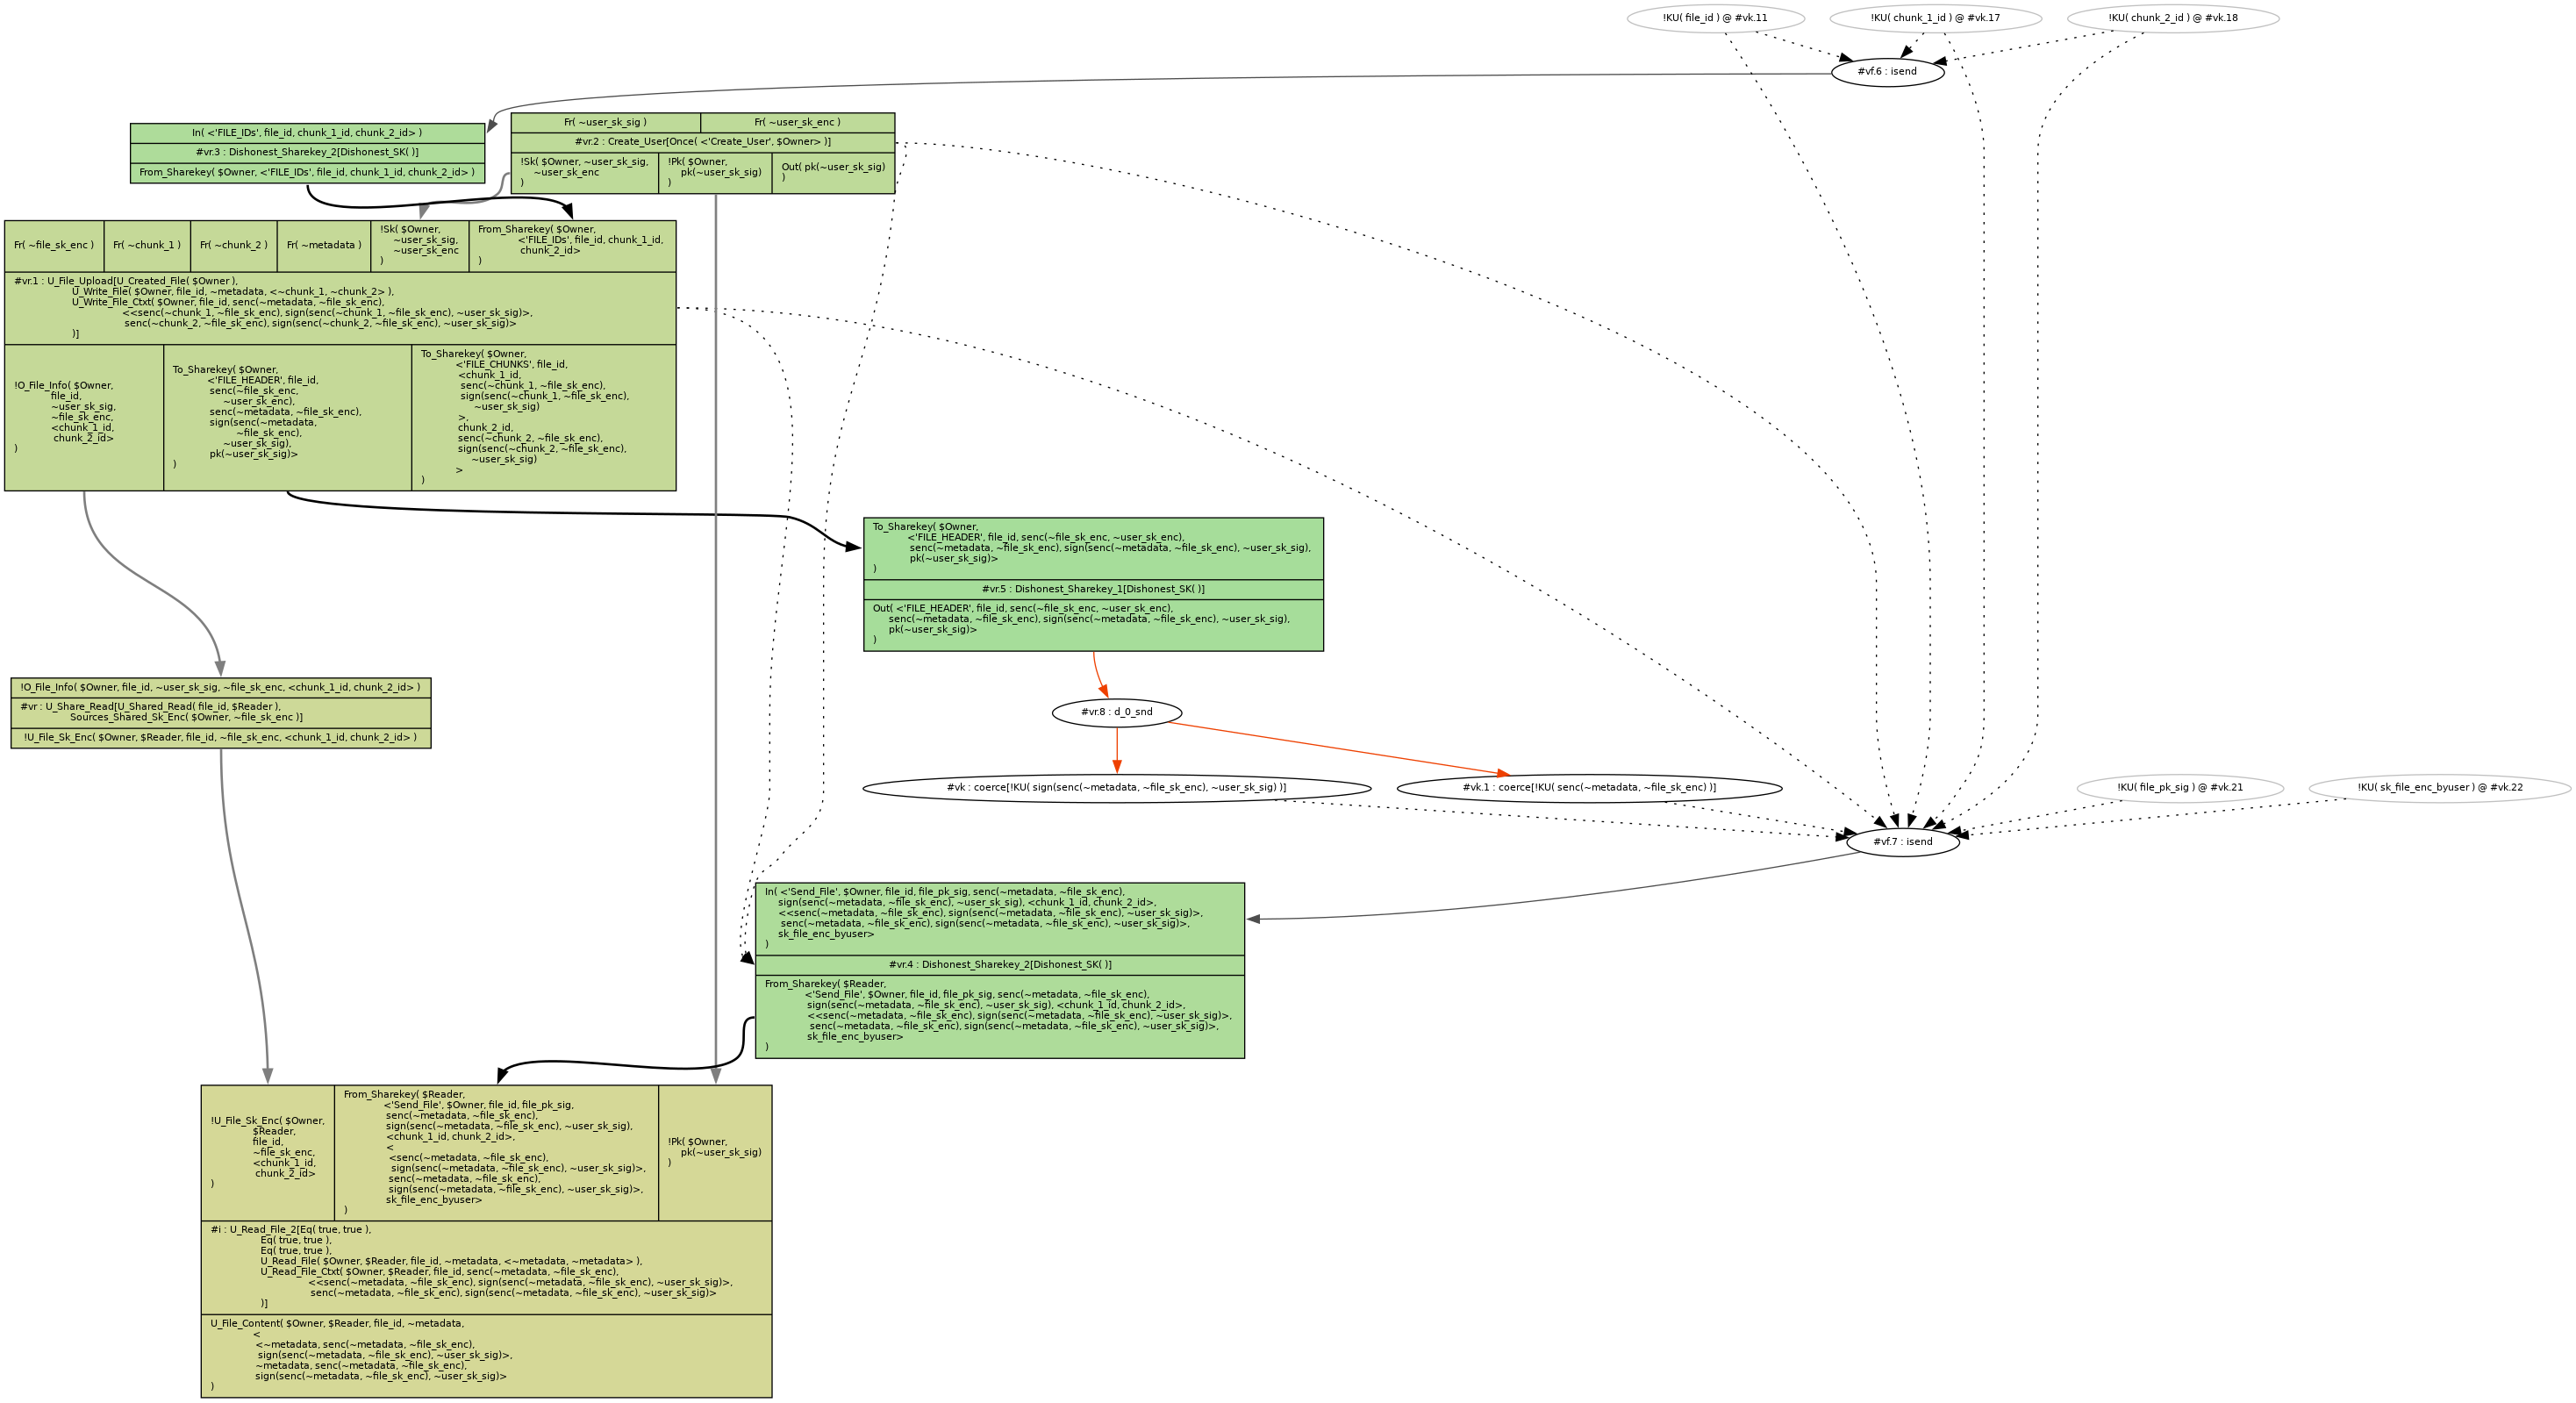 !KU( file_id ) @ #vk.11
!KU( chunk_1_id ) @ #vk.17
!KU( chunk_2_id ) @ #vk.18
#vf.6 : isend
In( <'FILE_IDs', file_id, chunk_1_id, chunk_2_id> )
#vr.3 : Dishonest_Sharekey_2[Dishonest_SK( )]
From_Sharekey( $Owner, <'FILE_IDs', file_id, chunk_1_id, chunk_2_id> )
Fr( ~user_sk_sig )
Fr( ~user_sk_enc )
#vr.2 : Create_User[Once( <'Create_User', $Owner> )]
!Sk( $Owner, ~user_sk_sig,
~user_sk_enc
)
!Pk( $Owner,
pk(~user_sk_sig)
)
Out( pk(~user_sk_sig)
)
Fr( ~file_sk_enc )
Fr( ~chunk_1 )
Fr( ~chunk_2 )
Fr( ~metadata )
!Sk( $Owner,
~user_sk_sig,
~user_sk_enc
)
From_Sharekey( $Owner,
<'FILE_IDs', file_id, chunk_1_id,
chunk_2_id>
)
#vr.1 : U_File_Upload[U_Created_File( $Owner ),
U_Write_File( $Owner, file_id, ~metadata, <~chunk_1, ~chunk_2> ),
U_Write_File_Ctxt( $Owner, file_id, senc(~metadata, ~file_sk_enc),
<<senc(~chunk_1, ~file_sk_enc), sign(senc(~chunk_1, ~file_sk_enc), ~user_sk_sig)>,
senc(~chunk_2, ~file_sk_enc), sign(senc(~chunk_2, ~file_sk_enc), ~user_sk_sig)>
)]
!O_File_Info( $Owner,
file_id,
~user_sk_sig,
~file_sk_enc,
<chunk_1_id,
chunk_2_id>
)
To_Sharekey( $Owner,
<'FILE_HEADER', file_id,
senc(~file_sk_enc,
~user_sk_enc),
senc(~metadata, ~file_sk_enc),
sign(senc(~metadata,
~file_sk_enc),
~user_sk_sig),
pk(~user_sk_sig)>
)
To_Sharekey( $Owner,
<'FILE_CHUNKS', file_id,
<chunk_1_id,
senc(~chunk_1, ~file_sk_enc),
sign(senc(~chunk_1, ~file_sk_enc),
~user_sk_sig)
>,
chunk_2_id,
senc(~chunk_2, ~file_sk_enc),
sign(senc(~chunk_2, ~file_sk_enc),
~user_sk_sig)
>
)
To_Sharekey( $Owner,
<'FILE_HEADER', file_id, senc(~file_sk_enc, ~user_sk_enc),
senc(~metadata, ~file_sk_enc), sign(senc(~metadata, ~file_sk_enc), ~user_sk_sig),
pk(~user_sk_sig)>
)
#vr.5 : Dishonest_Sharekey_1[Dishonest_SK( )]
Out( <'FILE_HEADER', file_id, senc(~file_sk_enc, ~user_sk_enc),
senc(~metadata, ~file_sk_enc), sign(senc(~metadata, ~file_sk_enc), ~user_sk_sig),
pk(~user_sk_sig)>
)
!O_File_Info( $Owner, file_id, ~user_sk_sig, ~file_sk_enc, <chunk_1_id, chunk_2_id> )
#vr : U_Share_Read[U_Shared_Read( file_id, $Reader ),
Sources_Shared_Sk_Enc( $Owner, ~file_sk_enc )]
!U_File_Sk_Enc( $Owner, $Reader, file_id, ~file_sk_enc, <chunk_1_id, chunk_2_id> )
#vr.8 : d_0_snd
#vk : coerce[!KU( sign(senc(~metadata, ~file_sk_enc), ~user_sk_sig) )]
#vk.1 : coerce[!KU( senc(~metadata, ~file_sk_enc) )]
!KU( file_pk_sig ) @ #vk.21
!KU( sk_file_enc_byuser ) @ #vk.22
#vf.7 : isend
In( <'Send_File', $Owner, file_id, file_pk_sig, senc(~metadata, ~file_sk_enc),
sign(senc(~metadata, ~file_sk_enc), ~user_sk_sig), <chunk_1_id, chunk_2_id>,
<<senc(~metadata, ~file_sk_enc), sign(senc(~metadata, ~file_sk_enc), ~user_sk_sig)>,
senc(~metadata, ~file_sk_enc), sign(senc(~metadata, ~file_sk_enc), ~user_sk_sig)>,
sk_file_enc_byuser>
)
#vr.4 : Dishonest_Sharekey_2[Dishonest_SK( )]
From_Sharekey( $Reader,
<'Send_File', $Owner, file_id, file_pk_sig, senc(~metadata, ~file_sk_enc),
sign(senc(~metadata, ~file_sk_enc), ~user_sk_sig), <chunk_1_id, chunk_2_id>,
<<senc(~metadata, ~file_sk_enc), sign(senc(~metadata, ~file_sk_enc), ~user_sk_sig)>,
senc(~metadata, ~file_sk_enc), sign(senc(~metadata, ~file_sk_enc), ~user_sk_sig)>,
sk_file_enc_byuser>
)
!U_File_Sk_Enc( $Owner,
$Reader,
file_id,
~file_sk_enc,
<chunk_1_id,
chunk_2_id>
)
From_Sharekey( $Reader,
<'Send_File', $Owner, file_id, file_pk_sig,
senc(~metadata, ~file_sk_enc),
sign(senc(~metadata, ~file_sk_enc), ~user_sk_sig),
<chunk_1_id, chunk_2_id>,
<
<senc(~metadata, ~file_sk_enc),
sign(senc(~metadata, ~file_sk_enc), ~user_sk_sig)>,
senc(~metadata, ~file_sk_enc),
sign(senc(~metadata, ~file_sk_enc), ~user_sk_sig)>,
sk_file_enc_byuser>
)
!Pk( $Owner,
pk(~user_sk_sig)
)
#i : U_Read_File_2[Eq( true, true ),
Eq( true, true ),
Eq( true, true ),
U_Read_File( $Owner, $Reader, file_id, ~metadata, <~metadata, ~metadata> ),
U_Read_File_Ctxt( $Owner, $Reader, file_id, senc(~metadata, ~file_sk_enc),
<<senc(~metadata, ~file_sk_enc), sign(senc(~metadata, ~file_sk_enc), ~user_sk_sig)>,
senc(~metadata, ~file_sk_enc), sign(senc(~metadata, ~file_sk_enc), ~user_sk_sig)>
)]
U_File_Content( $Owner, $Reader, file_id, ~metadata,
<
<~metadata, senc(~metadata, ~file_sk_enc),
sign(senc(~metadata, ~file_sk_enc), ~user_sk_sig)>,
~metadata, senc(~metadata, ~file_sk_enc),
sign(senc(~metadata, ~file_sk_enc), ~user_sk_sig)>
)